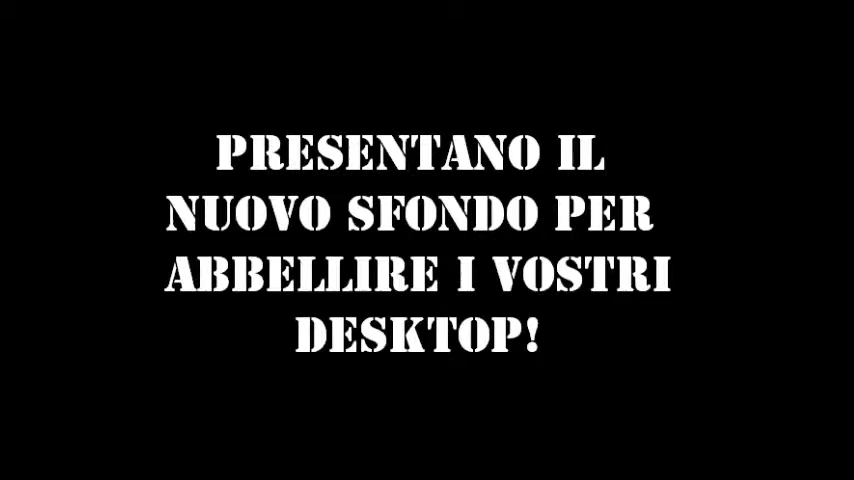 PRESENTANO IL
NUOVO SFONDO PER
ABBELLIRE I VOSTRI
DESKTOP!